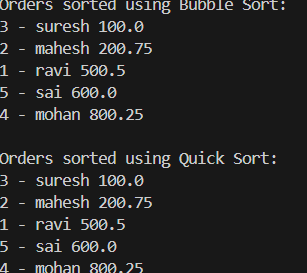 Orders sorted using Bubble Sort:
3 - suresh 100.0
2 - mahesh 200.75
1 - ravi 500.5
5 - sai 600.0
4 - mohan 800.25
Orders sorted using Quick Sort:
3 - suresh 100.0
2 - mahesh 200.75
1 - ravi 500.5
5 - sai 600.0
4 - mohan 800.25